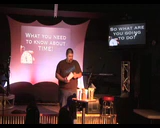 What you
need to
know about
time!
So what are
you going
to do?